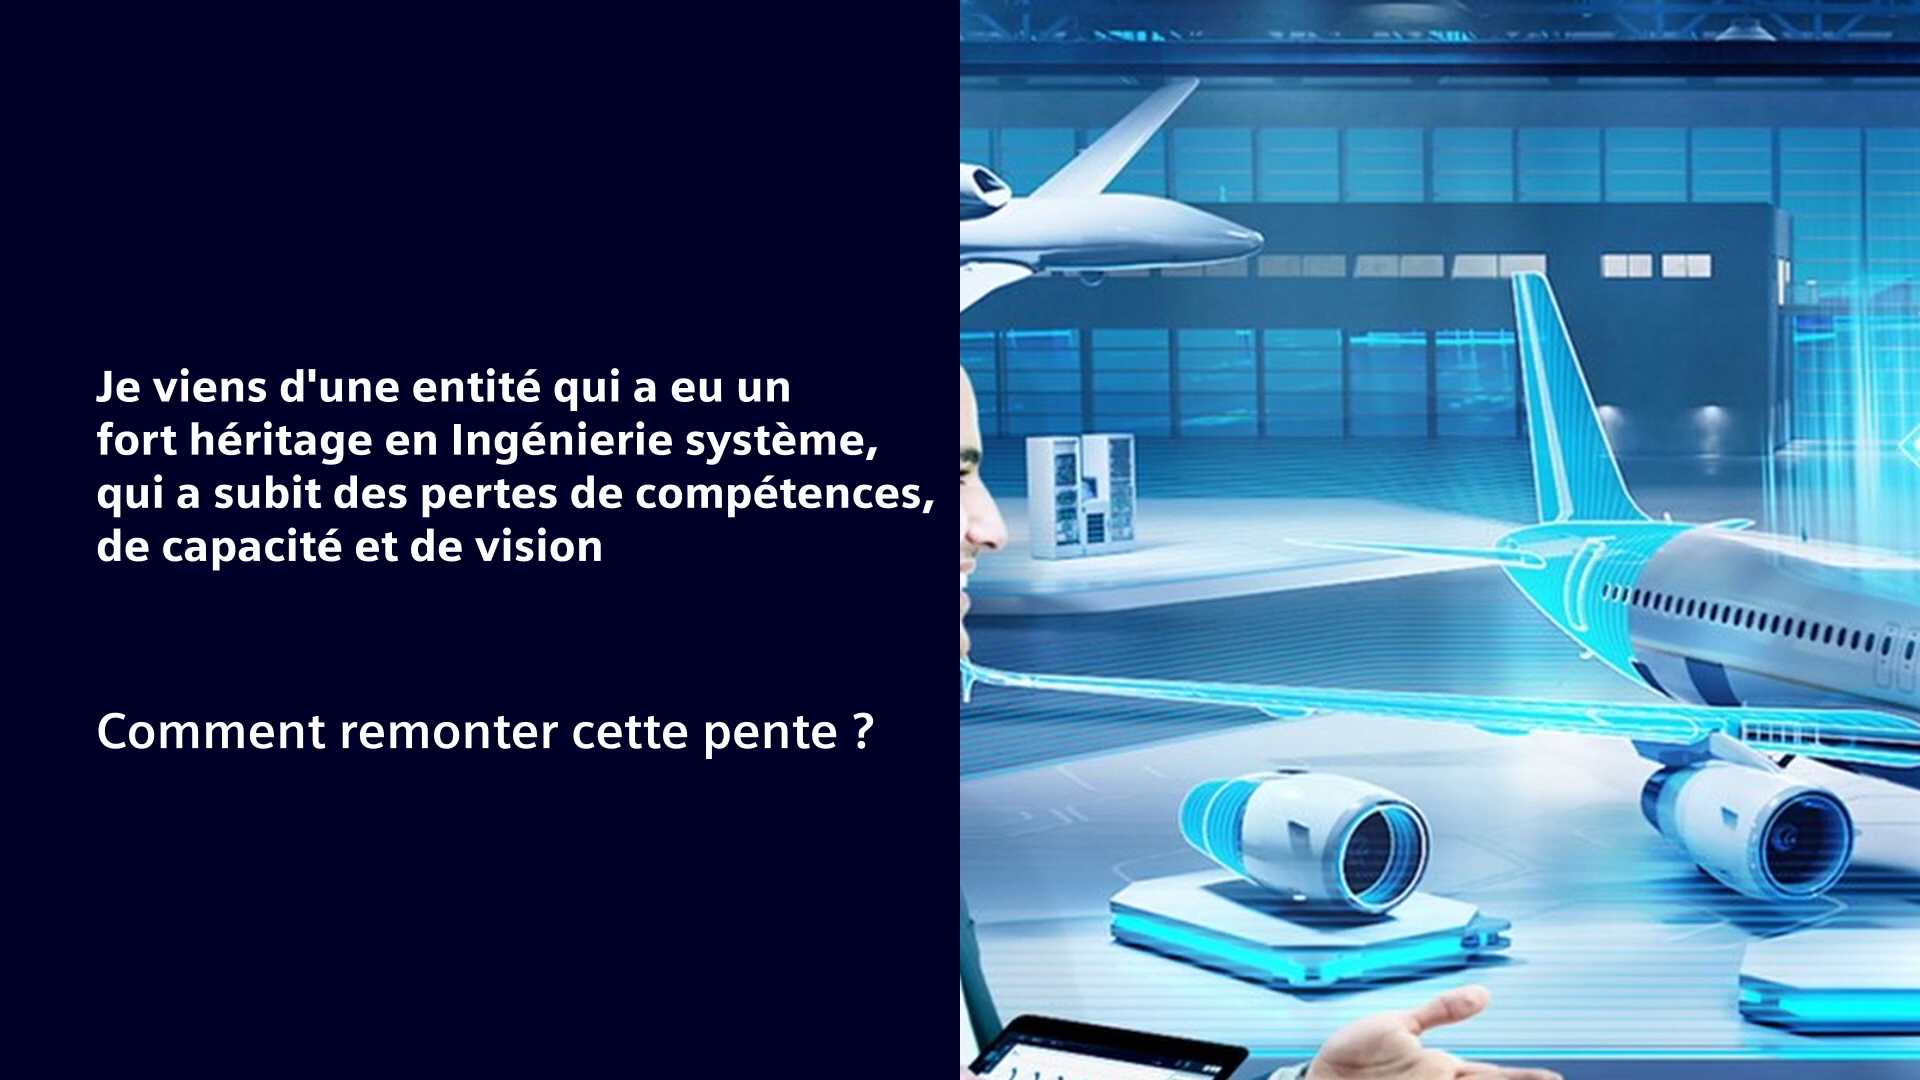 Je viens d'une entité qui a eu un
fort héritage en Ingénierie système,
qui a subit des pertes de compétences,
de capacité et de vision
Comment remonter cette pente ?